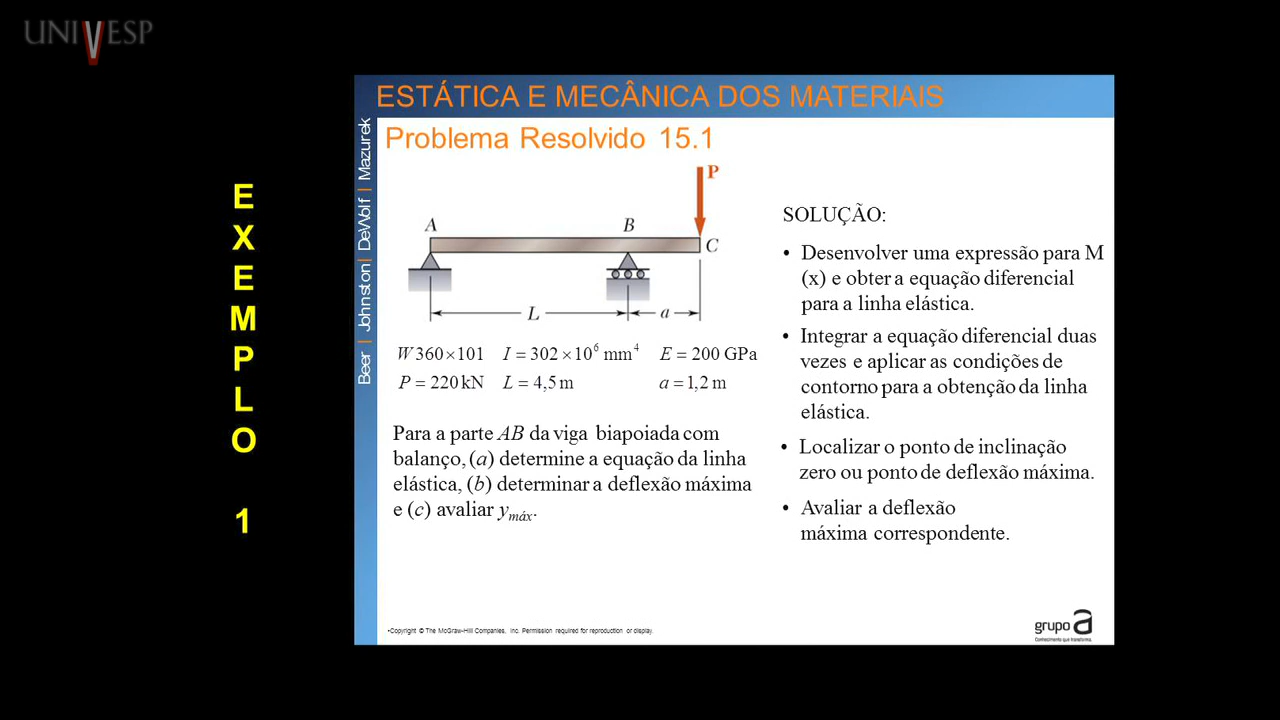 UNIVESP
EXEMPLO
1
ESTÁTICA E MECÂNICA DOS MATERIAIS
Beer | Johnston | DeWolf | Mazurek
Problema Resolvido 15.1
P
A
B
C
L
a
W 360×101 I = 302×10⁶ mm⁴ E = 200 GPa
P = 220 kN L = 4,5 m a = 1,2 m
Para a parte AB da viga biapoiada com
balanço, (a) determine a equação da linha
elástica, (b) determinar a deflexão máxima
e (c) avaliar yₘáₓ.
SOLUÇÃO:
• Desenvolver uma expressão para M
(x) e obter a equação diferencial
para a linha elástica.
• Integrar a equação diferencial duas
vezes e aplicar as condições de
contorno para a obtenção da linha
elástica.
• Localizar o ponto de inclinação
zero ou ponto de deflexão máxima.
• Avaliar a deflexão
máxima correspondente.
•Copyright © The McGraw-Hill Companies, Inc. Permission required for reproduction or display.
grupo a
Conhecimento que transforma.